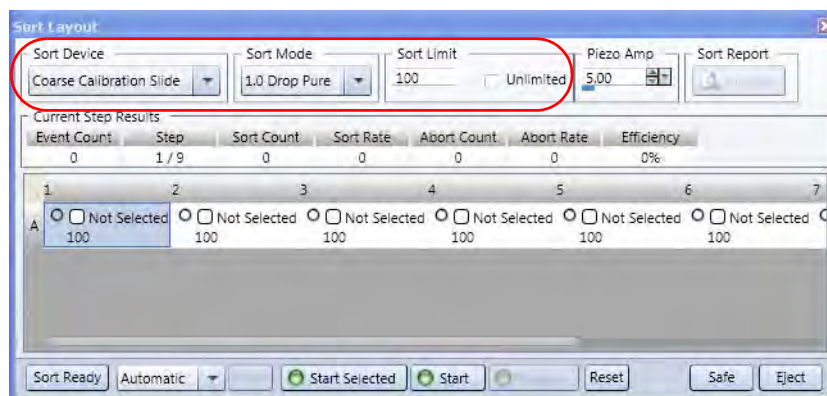 Sort Layout
Sort Device Sort Mode Sort Limit Piezo Amp Sort Report
Coarse Calibration Slide 1.0 Drop Pure 100 Unlimited 5.00
Current Step Results
Event Count Step Sort Count Sort Rate Abort Count Abort Rate Efficiency
0 1 / 9 0 0 0 0 0%
1 2 3 4 5 6 7
A Not Selected Not Selected Not Selected Not Selected Not Selected Not Selected
100 100 100 100 100 100
Sort Ready Automatic Start Selected Start Reset Safe Eject